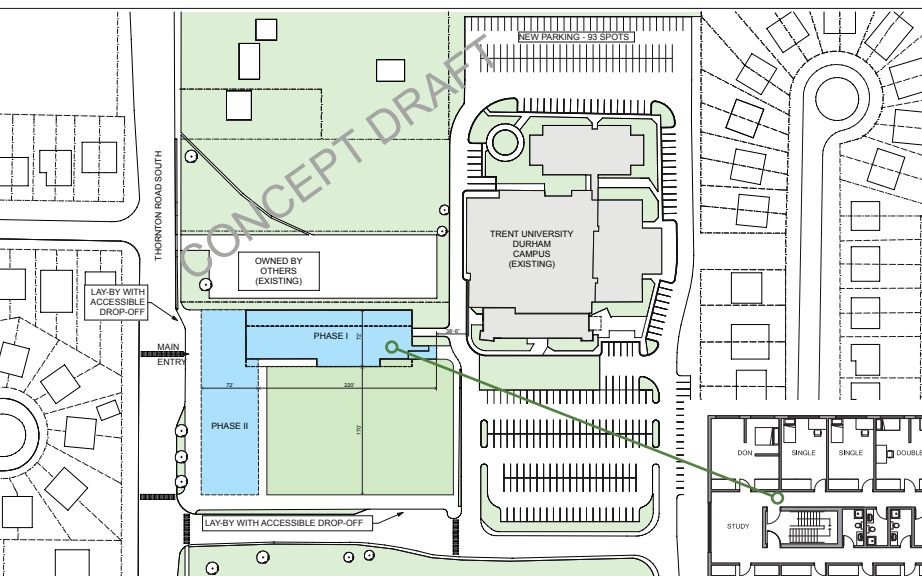 NEW PARKING - 93 SPOTS
CONCEPT DRAFT
THORNTON ROAD SOUTH
TRENT UNIVERSITY
DURHAM
CAMPUS
(EXISTING)
OWNED BY
OTHERS
(EXISTING)
LAY-BY WITH
ACCESSIBLE
DROP-OFF
PHASE I
72'
MAIN
ENTRY
72'
220'
170'
PHASE II
LAY-BY WITH ACCESSIBLE DROP-OFF
DON
SINGLE
SINGLE
DOUBLE
STUDY